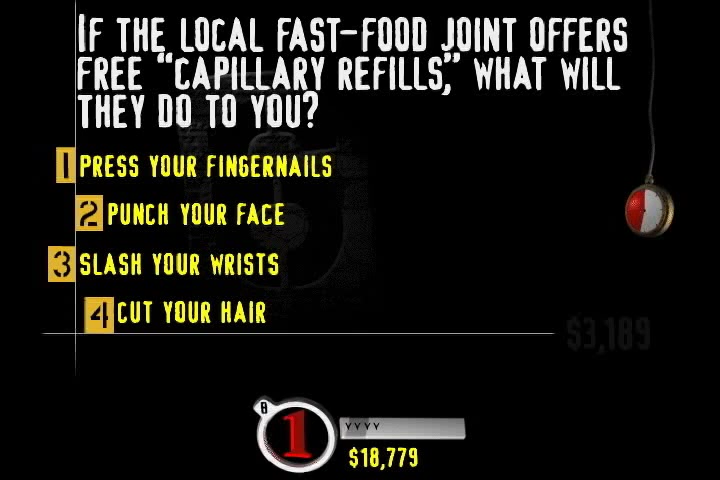 IF THE LOCAL FAST-FOOD JOINT OFFERS
FREE “CAPILLARY REFILLS,” WHAT WILL
THEY DO TO YOU?
1 PRESS YOUR FINGERNAILS
2 PUNCH YOUR FACE
3 SLASH YOUR WRISTS
4 CUT YOUR HAIR
$3,189
1
YYYY
$18,779